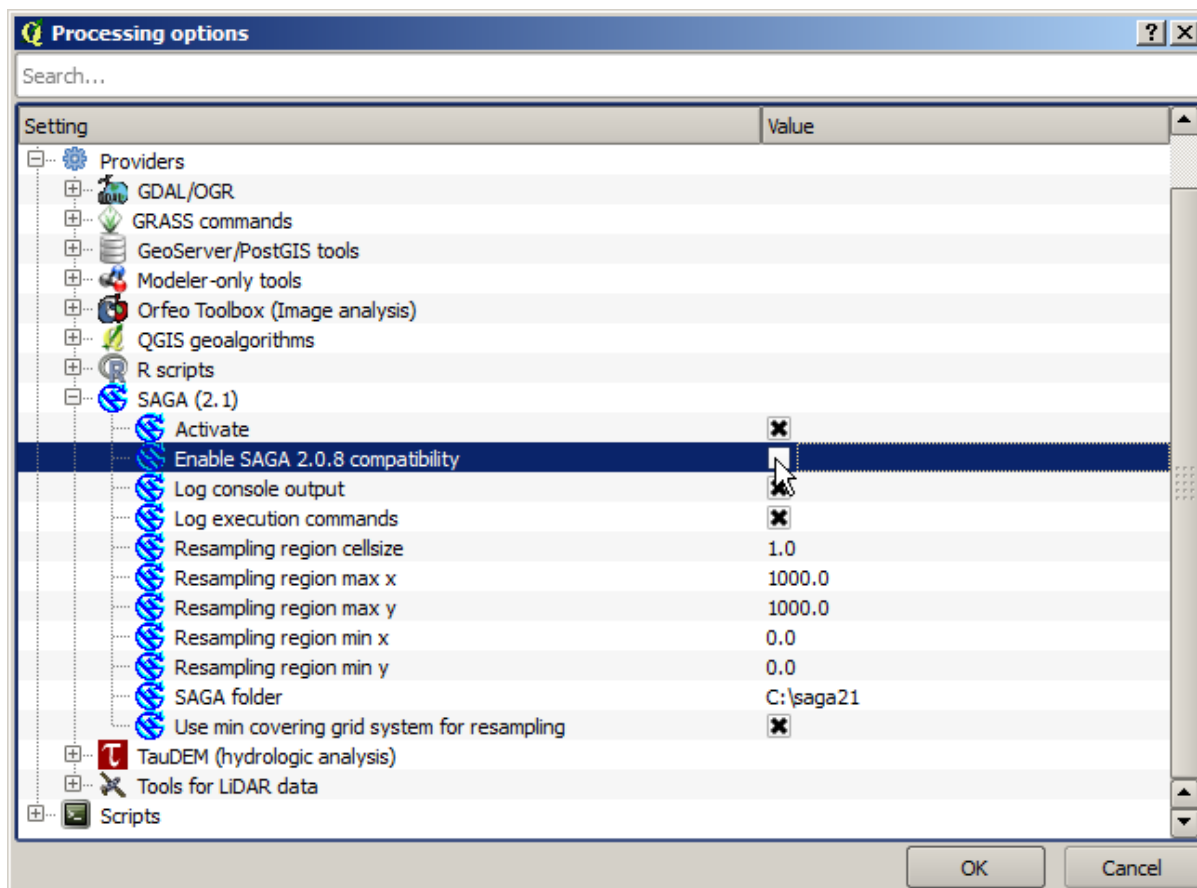 Processing options
Search...
Setting Value
Providers
GDAL/OGR
GRASS commands
GeoServer/PostGIS tools
Modeler-only tools
Orfeo Toolbox (Image analysis)
QGIS geoalgorithms
R scripts
SAGA (2.1)
Activate
Enable SAGA 2.0.8 compatibility
Log console output
Log execution commands
Resampling region cellsize 1.0
Resampling region max x 1000.0
Resampling region max y 1000.0
Resampling region min x 0.0
Resampling region min y 0.0
SAGA folder C:\saga21
Use min covering grid system for resampling
TauDEM (hydrologic analysis)
Tools for LiDAR data
Scripts
OK Cancel